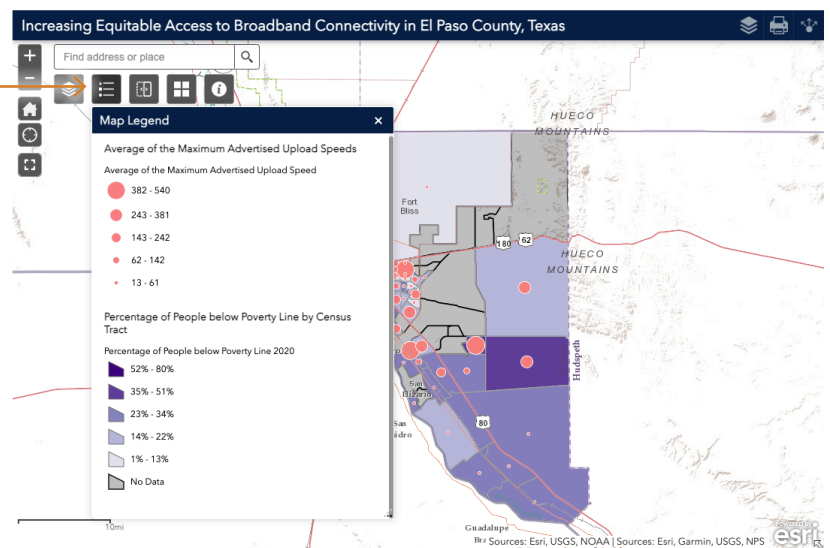 Increasing Equitable Access to Broadband Connectivity in El Paso County, Texas
Find address or place
Map Legend
Average of the Maximum Advertised Upload Speeds
Average of the Maximum Advertised Upload Speed
382 - 540
243 - 381
143 - 242
62 - 142
13 - 61
Percentage of People below Poverty Line by Census
Tract
Percentage of People below Poverty Line 2020
52% - 80%
35% - 51%
23% - 34%
14% - 22%
1% - 13%
No Data
HUECO
MOUNTAINS
Fort
Bliss
180
62
HUECO
MOUNTAINS
Hudspeth
San
Elizario
80
San
idro
Guadalupe
Br
10mi
Sources: Esri, USGS, NOAA | Sources: Esri, Garmin, USGS, NPS
Powered by
esri